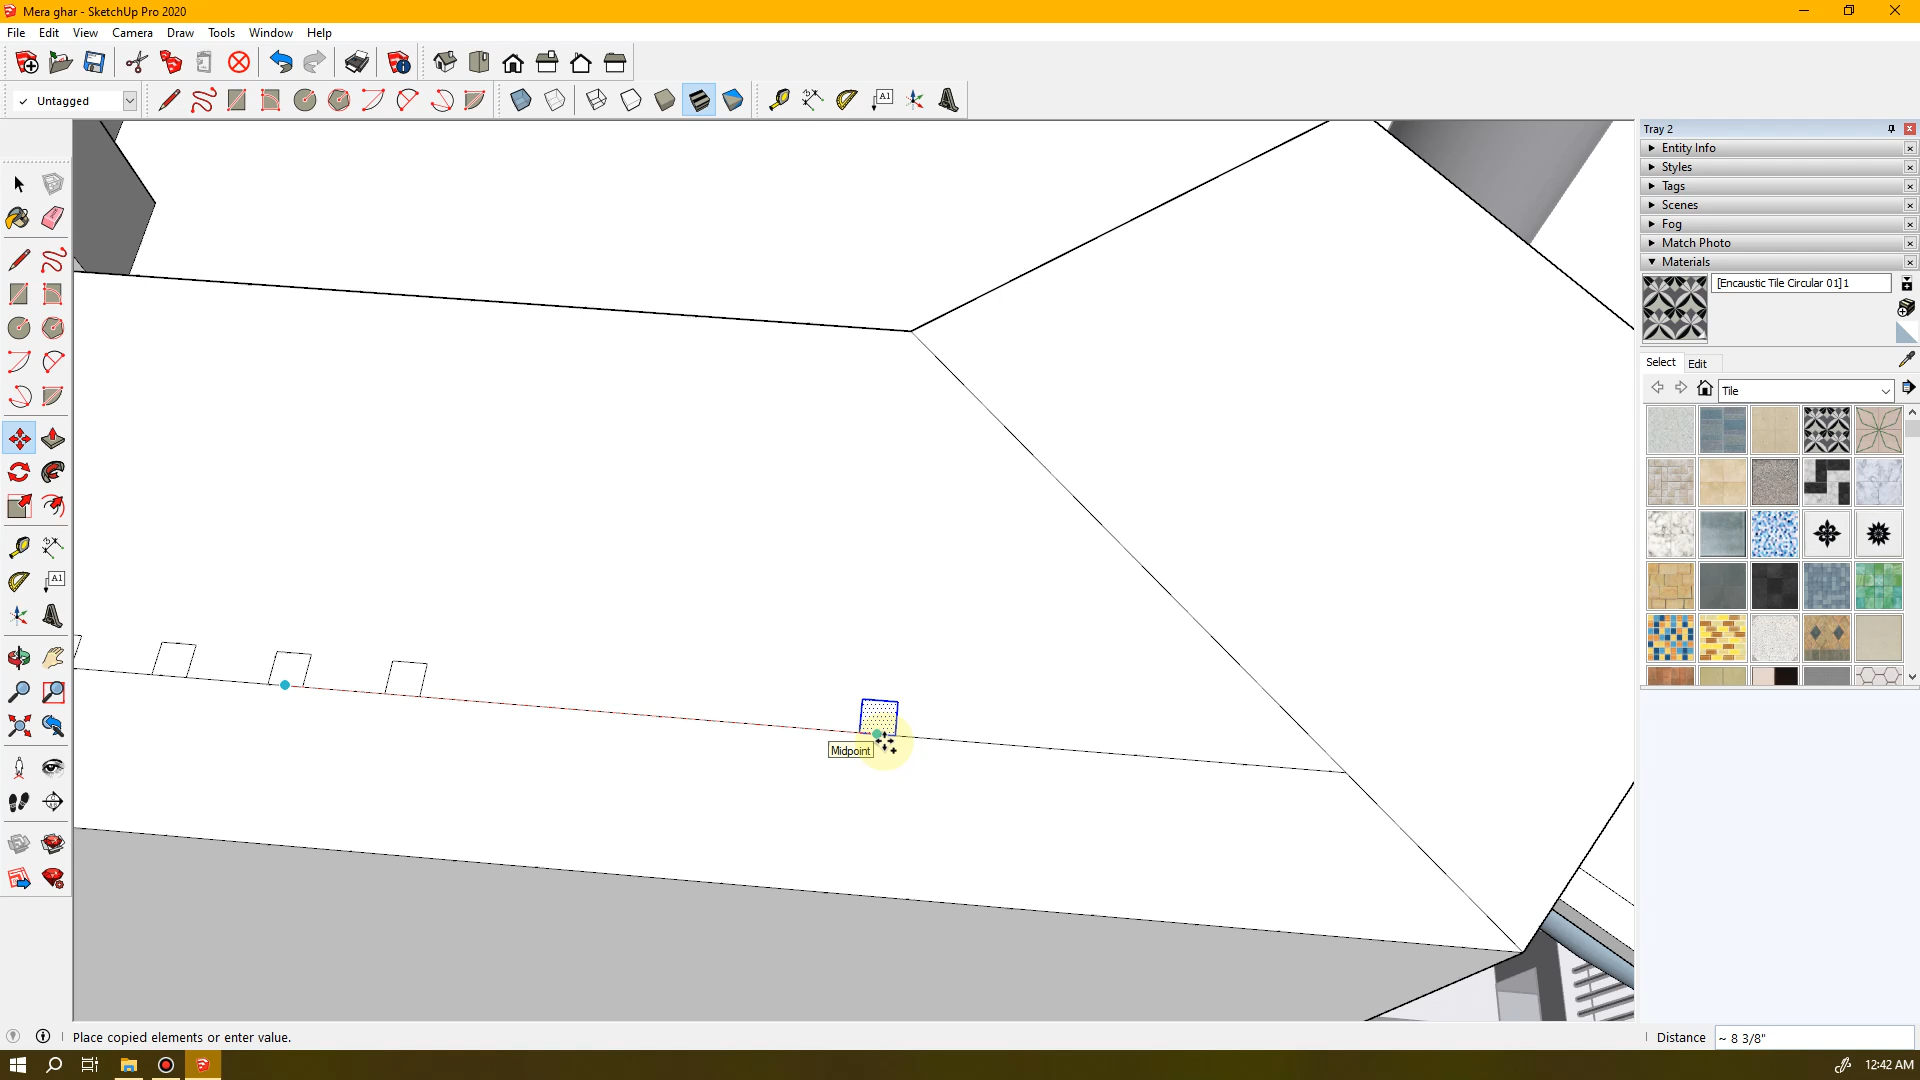 Mera ghar - SketchUp Pro 2020
File Edit View Camera Draw Tools Window Help
✓ Untagged
A1
Tray 2
Entity Info
Styles
Tags
Scenes
Fog
Match Photo
Materials
[Encaustic Tile Circular 01]1
Select Edit
Tile
A1
Midpoint
Place copied elements or enter value.
Distance ~ 8 3/8"
12:42 AM